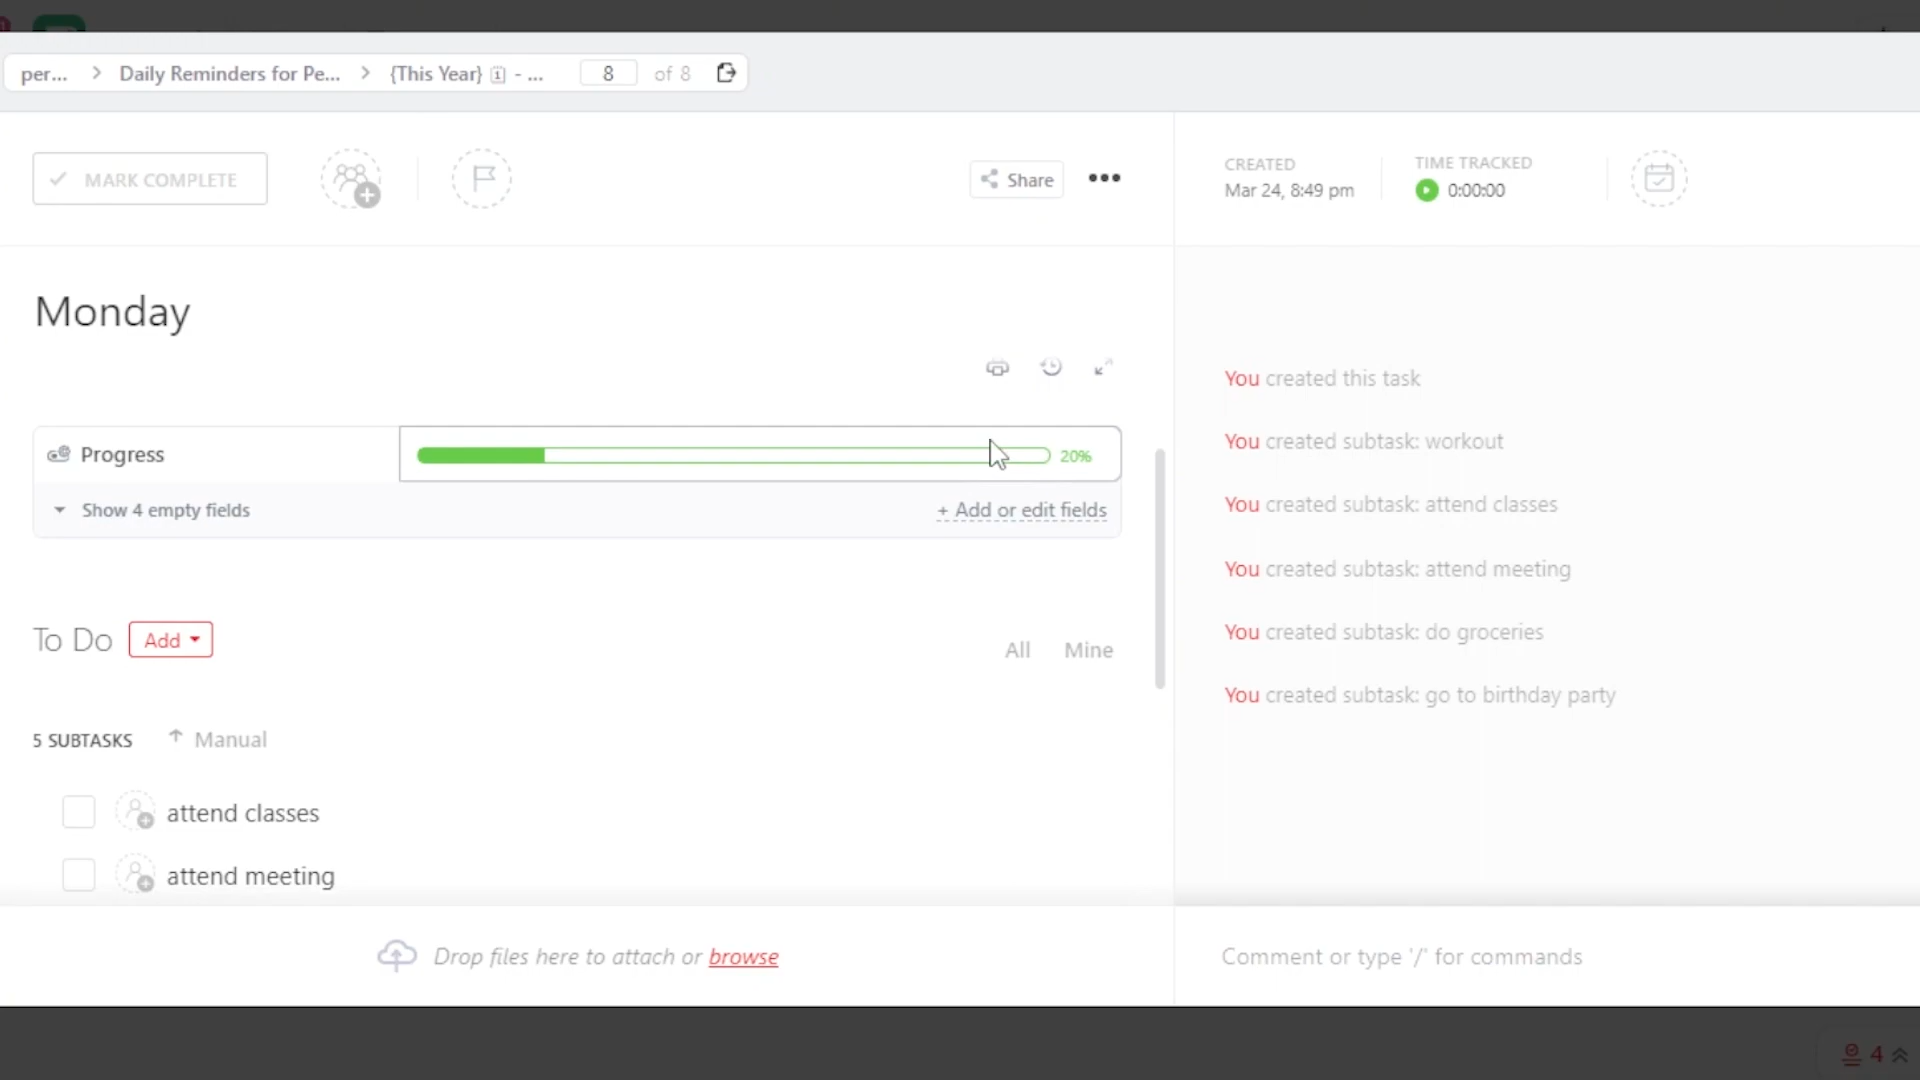 per... > Daily Reminders for Pe... > {This Year} 1 - ... 8 of 8
MARK COMPLETE
Share
CREATED
Mar 24, 8:49 pm
TIME TRACKED
0:00:00
Monday
Progress
20%
Show 4 empty fields
+ Add or edit fields
To Do
Add
All
Mine
5 SUBTASKS
Manual
attend classes
attend meeting
Drop files here to attach or browse
You created this task
You created subtask: workout
You created subtask: attend classes
You created subtask: attend meeting
You created subtask: do groceries
You created subtask: go to birthday party
Comment or type '/' for commands
4